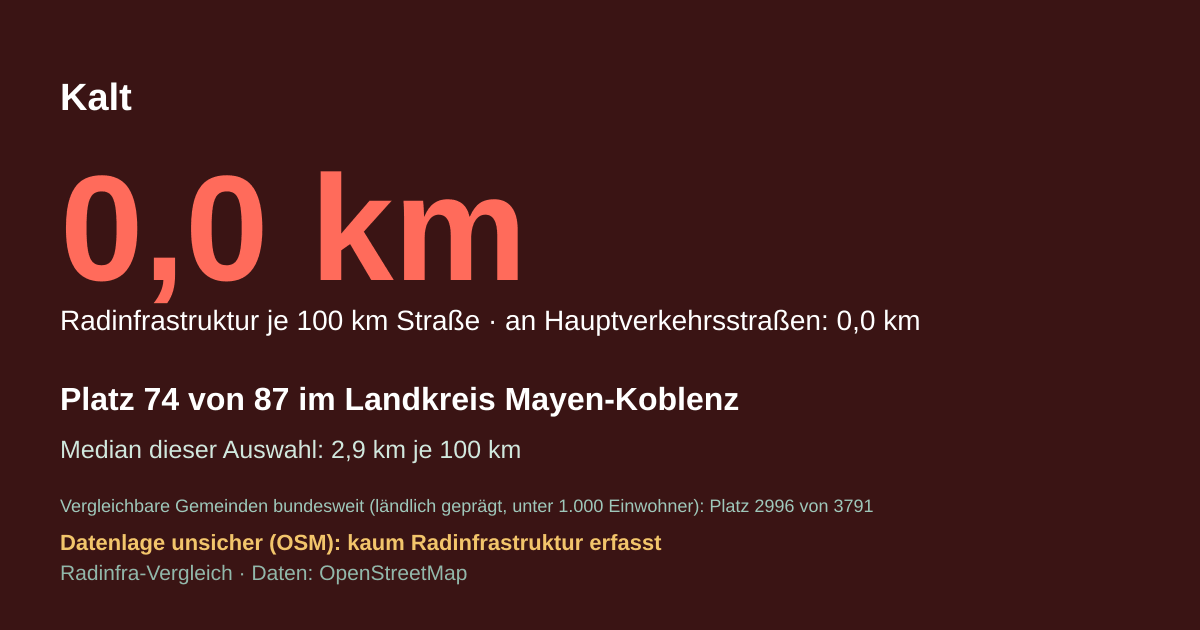 Kalt
0,0 km
Radinfrastruktur je 100 km Straße · an Hauptverkehrsstraßen: 0,0 km
Platz 74 von 87 im Landkreis Mayen-Koblenz
Median dieser Auswahl: 2,9 km je 100 km
Vergleichbare Gemeinden bundesweit (ländlich geprägt, unter 1.000 Einwohner): Platz 2996 von 3791
Datenlage unsicher (OSM): kaum Radinfrastruktur erfasst
Radinfra-Vergleich · Daten: OpenStreetMap